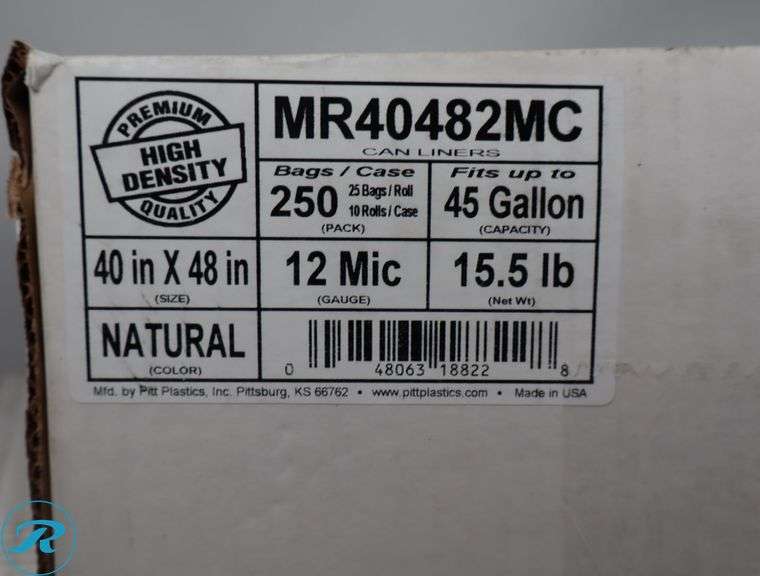 PREMIUM
HIGH
DENSITY
QUALITY
MR40482MC
CAN LINERS
Bags / Case
250
25 Bags / Roll
10 Rolls / Case
(PACK)
Fits up to
45 Gallon
(CAPACITY)
40 in X 48 in
(SIZE)
12 Mic
(GAUGE)
15.5 lb
(Net Wt)
NATURAL
(COLOR)
0 48063 18822 8
Mfd. by Pitt Plastics, Inc. Pittsburg, KS 66762 • www.pittplastics.com • Made in USA
R